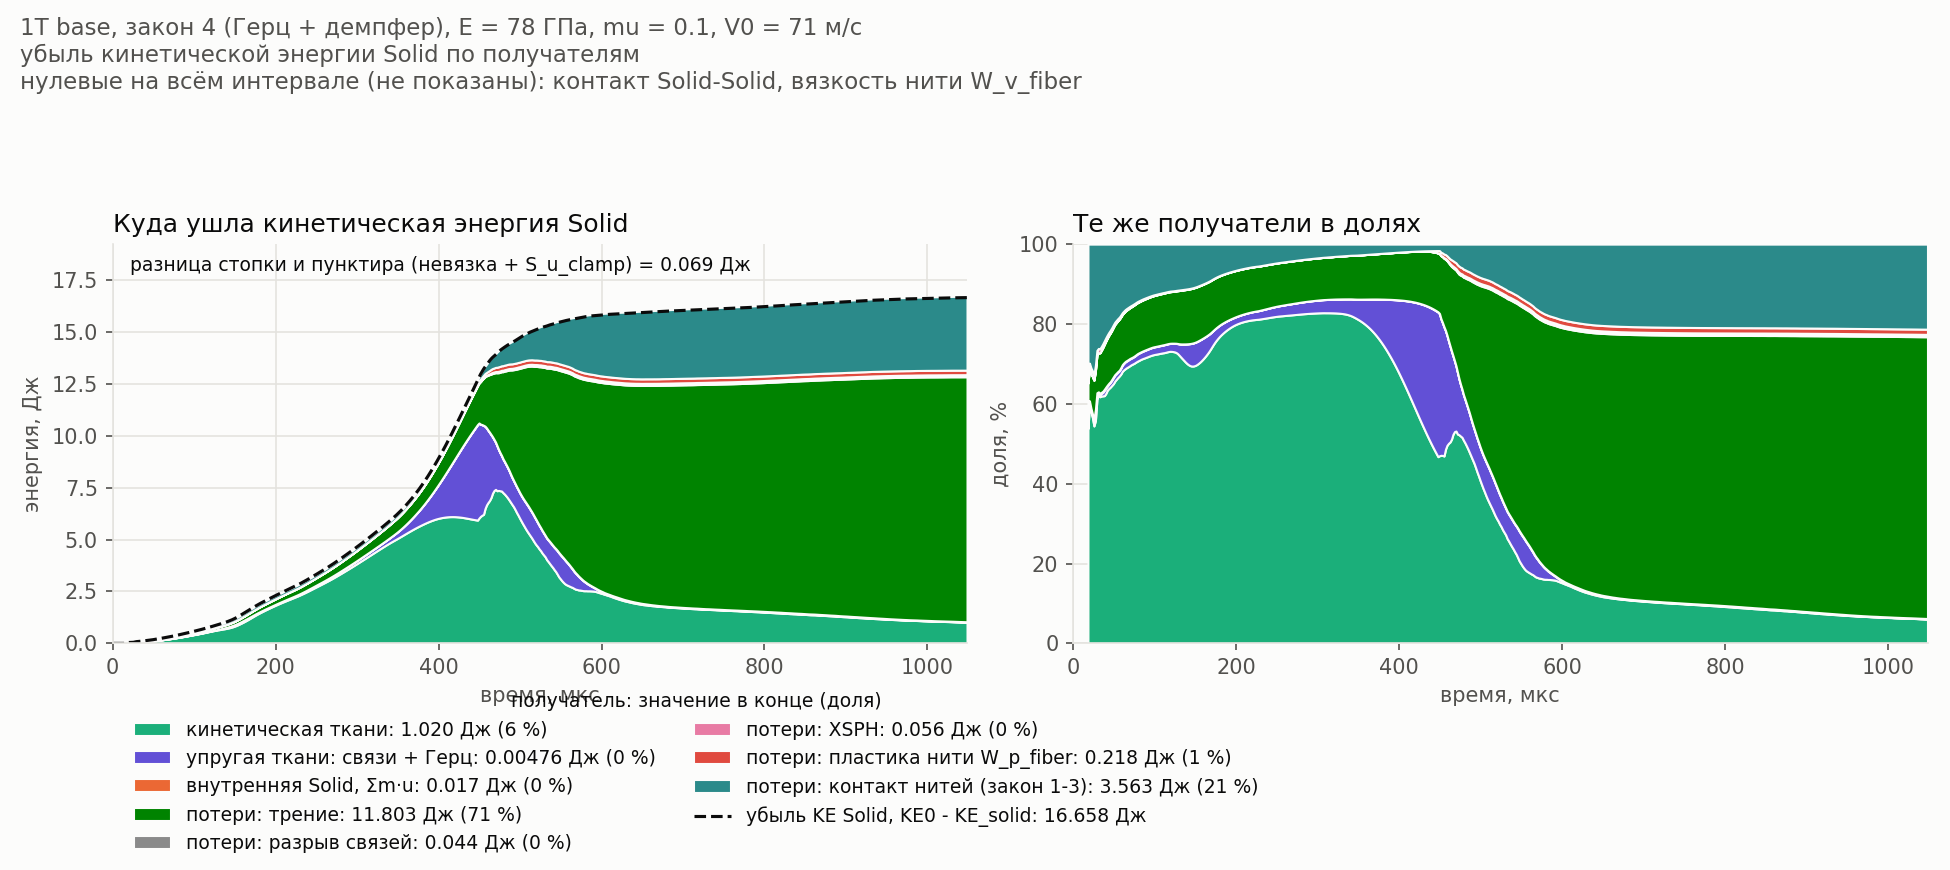 1T base, закон 4 (Герц + демпфер), E = 78 ГПа, mu = 0.1, V0 = 71 м/с
убыль кинетической энергии Solid по получателям
нулевые на всём интервале (не показаны): контакт Solid-Solid, вязкость нити W_v_fiber
Куда ушла кинетическая энергия Solid
разница стопки и пунктира (невязка + S_u_clamp) = 0.069 Дж
энергия, Дж
17.5
15.0
12.5
10.0
7.5
5.0
2.5
0.0
0 200 400 600 800 1000
время, мкс
Те же получатели в долях
доля, %
100
80
60
40
20
0
0 200 400 600 800 1000
время, мкс
получатель: значение в конце (доля)
кинетическая ткани: 1.020 Дж (6 %)
упругая ткани: связи + Герц: 0.00476 Дж (0 %)
внутренняя Solid, Σm·u: 0.017 Дж (0 %)
потери: трение: 11.803 Дж (71 %)
потери: разрыв связей: 0.044 Дж (0 %)
потери: XSPH: 0.056 Дж (0 %)
потери: пластика нити W_p_fiber: 0.218 Дж (1 %)
потери: контакт нитей (закон 1-3): 3.563 Дж (21 %)
убыль KE Solid, KE0 - KE_solid: 16.658 Дж